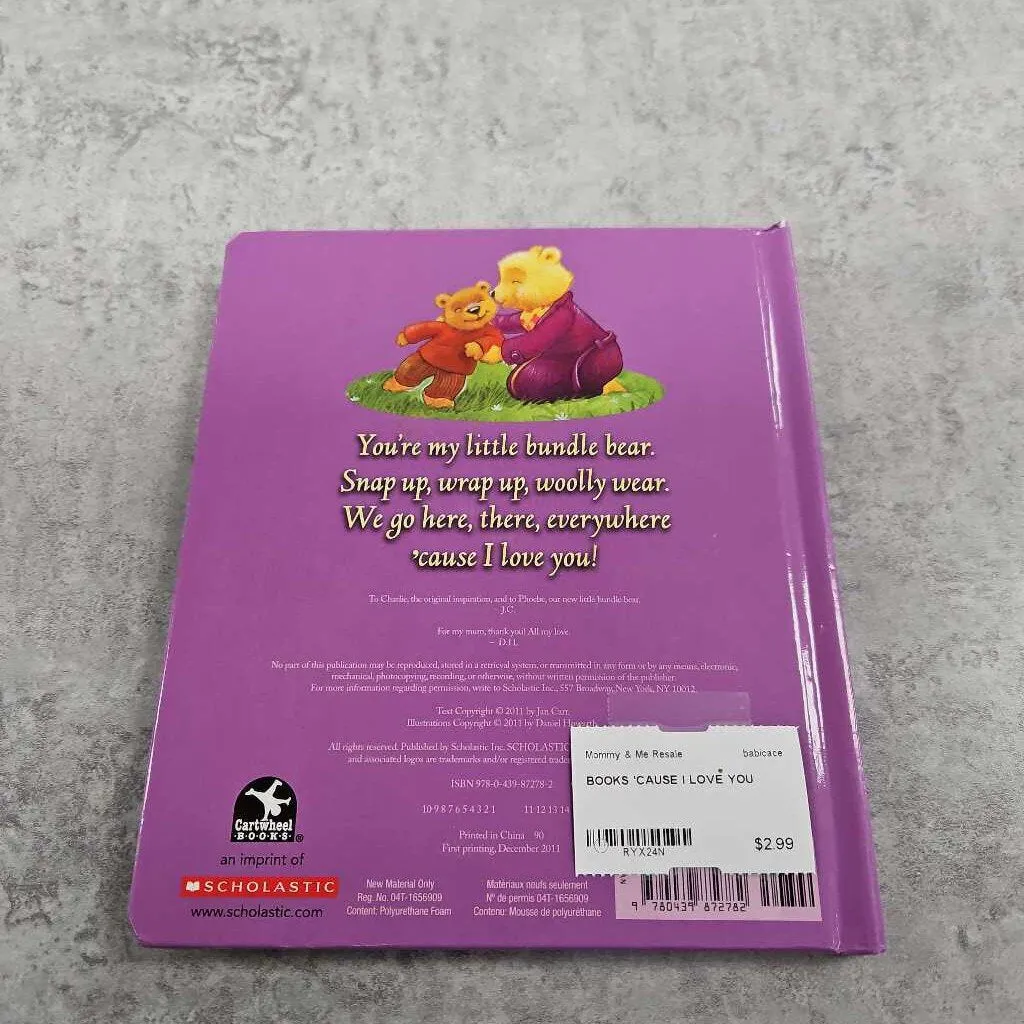 You're my little bundle bear.
Snap up, wrap up, woolly wear.
We go here, there, everywhere
'cause I love you!
To Charlie, the original inspiration, and to Phoebe, our new little bundle bear.
– J.C.
For my mum, thank you! All my love.
– D.H.
No part of this publication may be reproduced, stored in a retrieval system, or transmitted in any form or by any means, electronic,
mechanical, photocopying, recording, or otherwise, without written permission of the publisher.
For more information regarding permission, write to Scholastic Inc., 557 Broadway, New York, NY 10012.
Text Copyright © 2011 by Jan Carr.
Illustrations Copyright © 2011 by Daniel Howarth.
All rights reserved. Published by Scholastic Inc. SCHOLASTIC
and associated logos are trademarks and/or registered
ISBN 978-0-439-87278-2
10 9 8 7 6 5 4 3 2 1 11 12 13 14
Printed in China 90
First printing, December 2011
Cartwheel
·B·O·O·K·S· ®
an imprint of
SCHOLASTIC
www.scholastic.com
New Material Only
Reg. No. 04T-1656909
Content: Polyurethane Foam
Matériaux neufs seulement
N° de permis 04T-1656909
Contenu: Mousse de polyuréthane
Mommy & Me Resale babicace
BOOKS 'CAUSE I LOVE YOU
RYX24N
$2.99
9 780439 872782